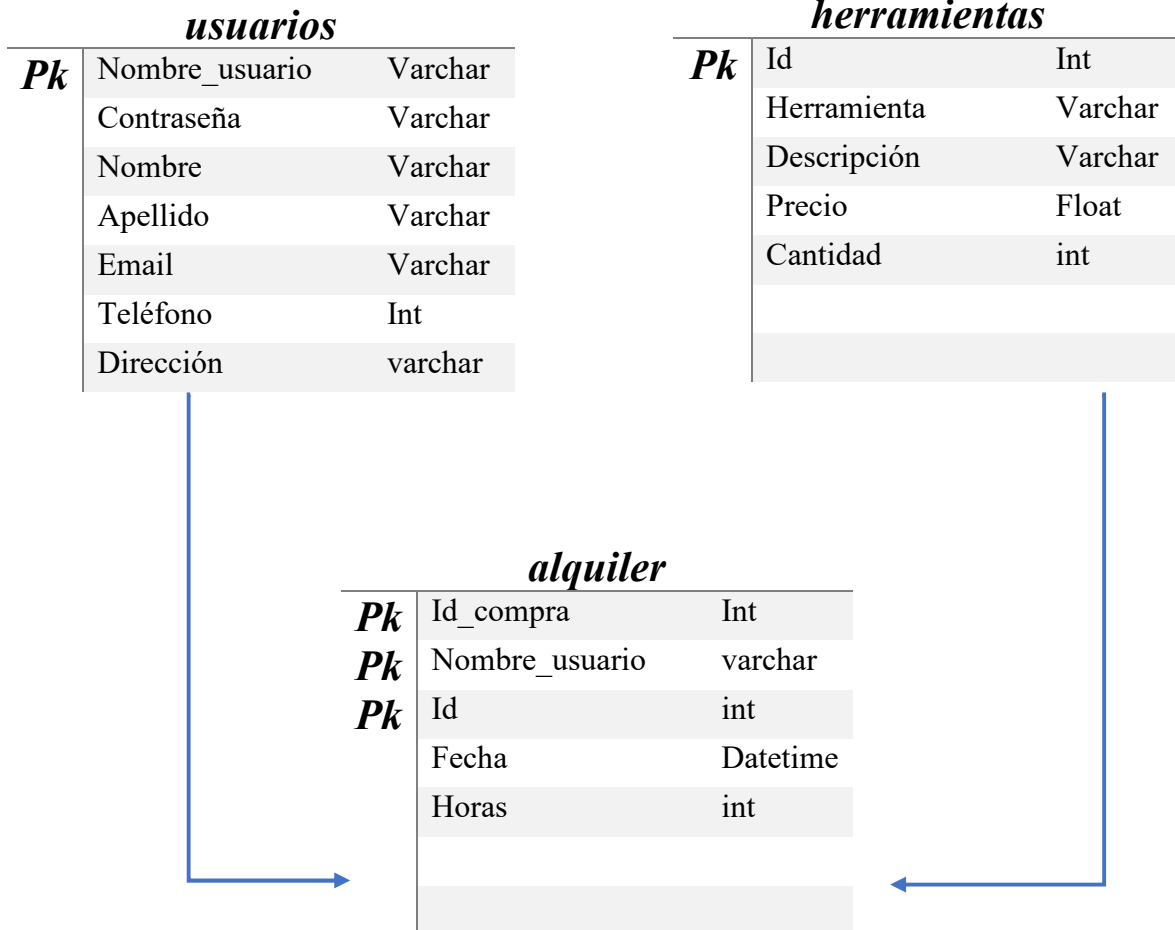 usuarios
Pk Nombre_usuario Varchar
Contraseña Varchar
Nombre Varchar
Apellido Varchar
Email Varchar
Teléfono Int
Dirección varchar
herramientas
Pk Id Int
Herramienta Varchar
Descripción Varchar
Precio Float
Cantidad int
alquiler
Pk Id_compra Int
Pk Nombre_usuario varchar
Pk Id int
Fecha Datetime
Horas int